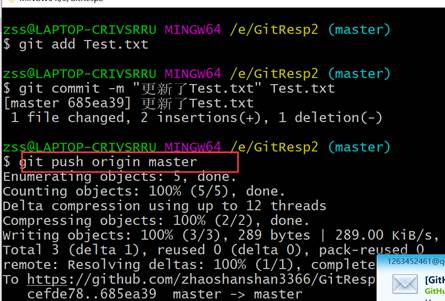 MINGW64:/e/GitResp2
zss@LAPTOP-CRIVSRRU MINGW64 /e/GitResp2 (master)
$ git add Test.txt
zss@LAPTOP-CRIVSRRU MINGW64 /e/GitResp2 (master)
$ git commit -m "更新了Test.txt" Test.txt
[master 685ea39] 更新了Test.txt
1 file changed, 2 insertions(+), 1 deletion(-)
zss@LAPTOP-CRIVSRRU MINGW64 /e/GitResp2 (master)
$ git push origin master
Enumerating objects: 5, done.
Counting objects: 100% (5/5), done.
Delta compression using up to 12 threads
Compressing objects: 100% (2/2), done.
Writing objects: 100% (3/3), 289 bytes | 289.00 KiB/s,
Total 3 (delta 1), reused 0 (delta 0), pack-reused 0
remote: Resolving deltas: 100% (1/1), complete
To https://github.com/zhaoshanshan3366/GitResp
cefde78..685ea39 master -> master
1263452461@q
[Gith
GitHu